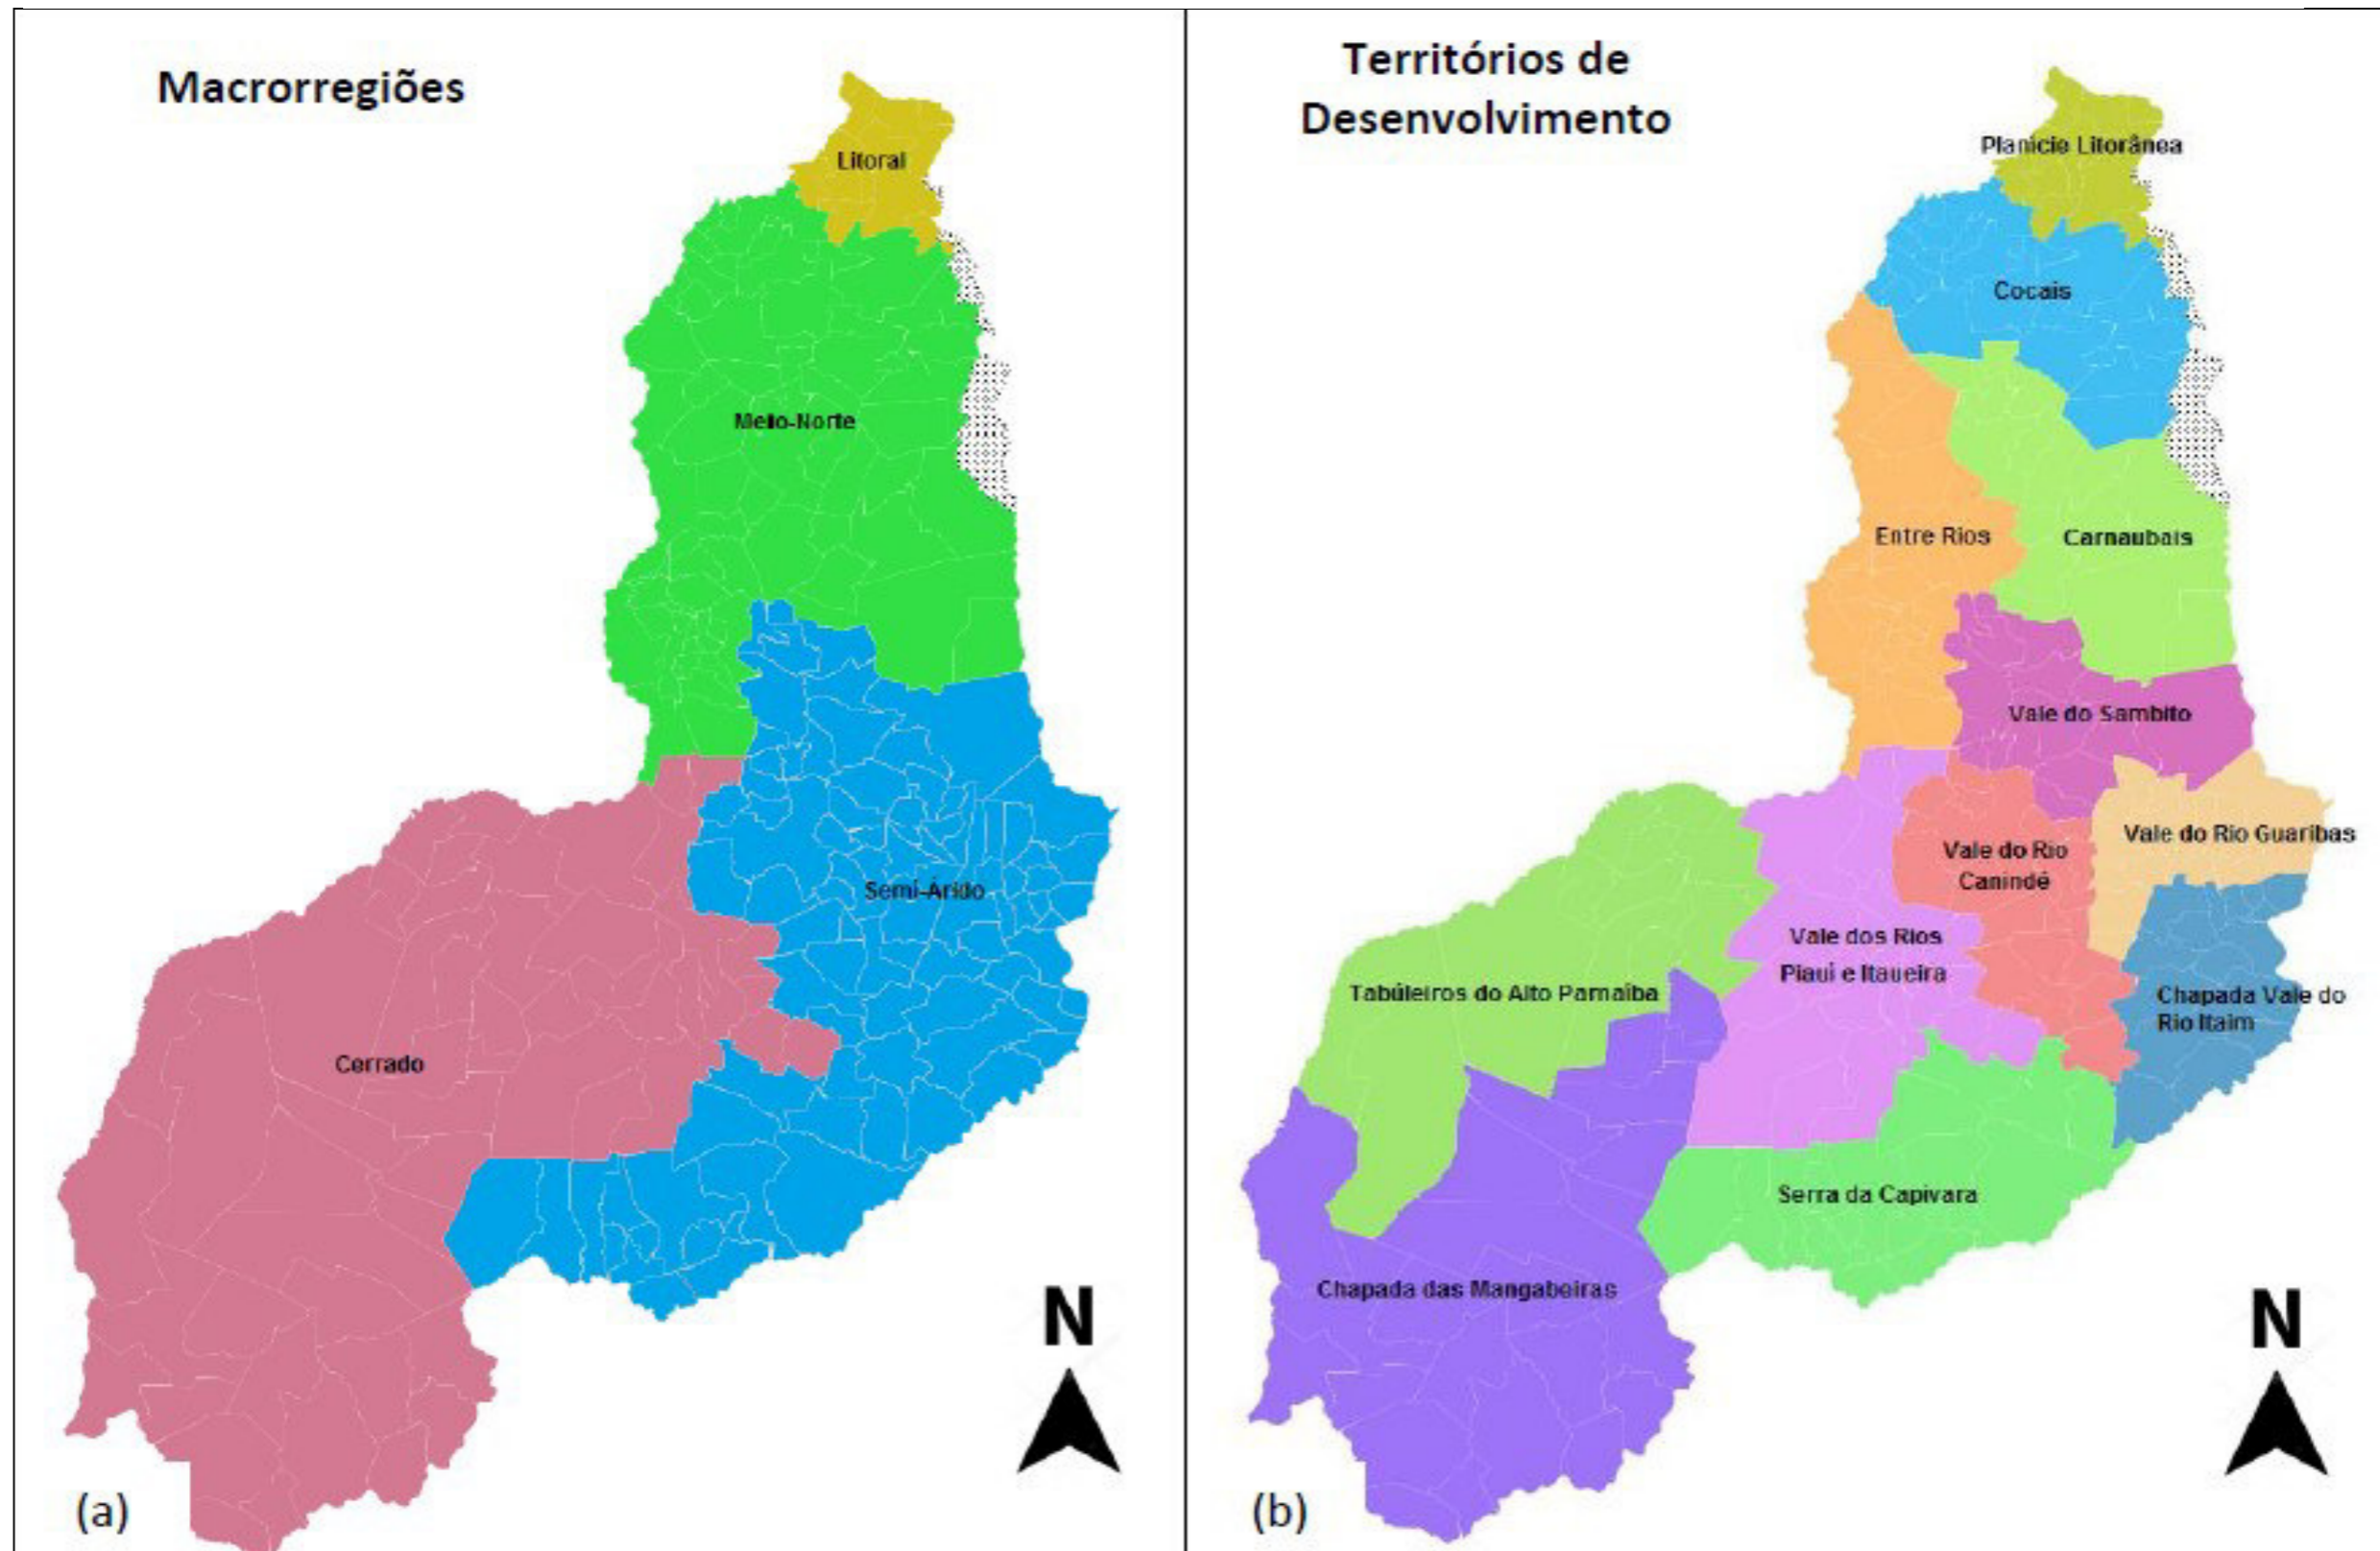 Macrorregiões
Litoral
Meio-Norte
Semi-Árido
Cerrado
N
(a)
Territórios de
Desenvolvimento
Planície Litorânea
Cocais
Entre Rios
Carnaubais
Vale do Sambito
Vale do Rio Guaribas
Vale do Rio
Canindé
Vale dos Rios
Piaui e Itaueira
Tabuleiros do Alto Parnaíba
Chapada Vale do
Rio Itaim
Serra da Capivara
Chapada das Mangabeiras
N
(b)